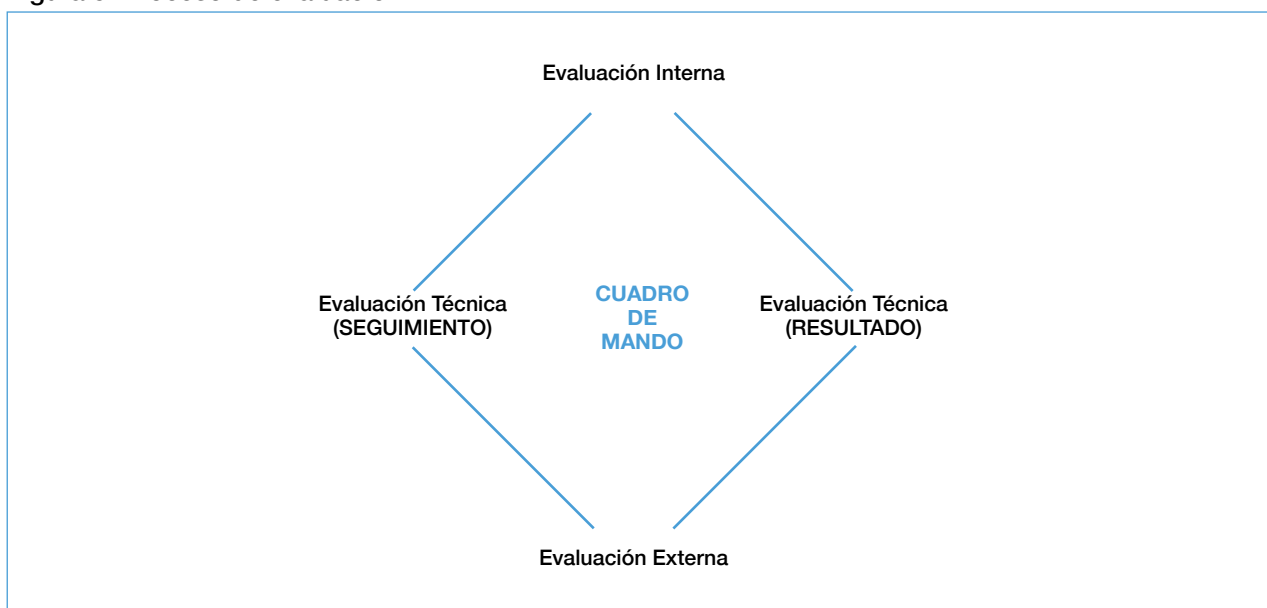 Evaluación Interna
Evaluación Técnica
(SEGUIMIENTO)
CUADRO
DE
MANDO
Evaluación Técnica
(RESULTADO)
Evaluación Externa